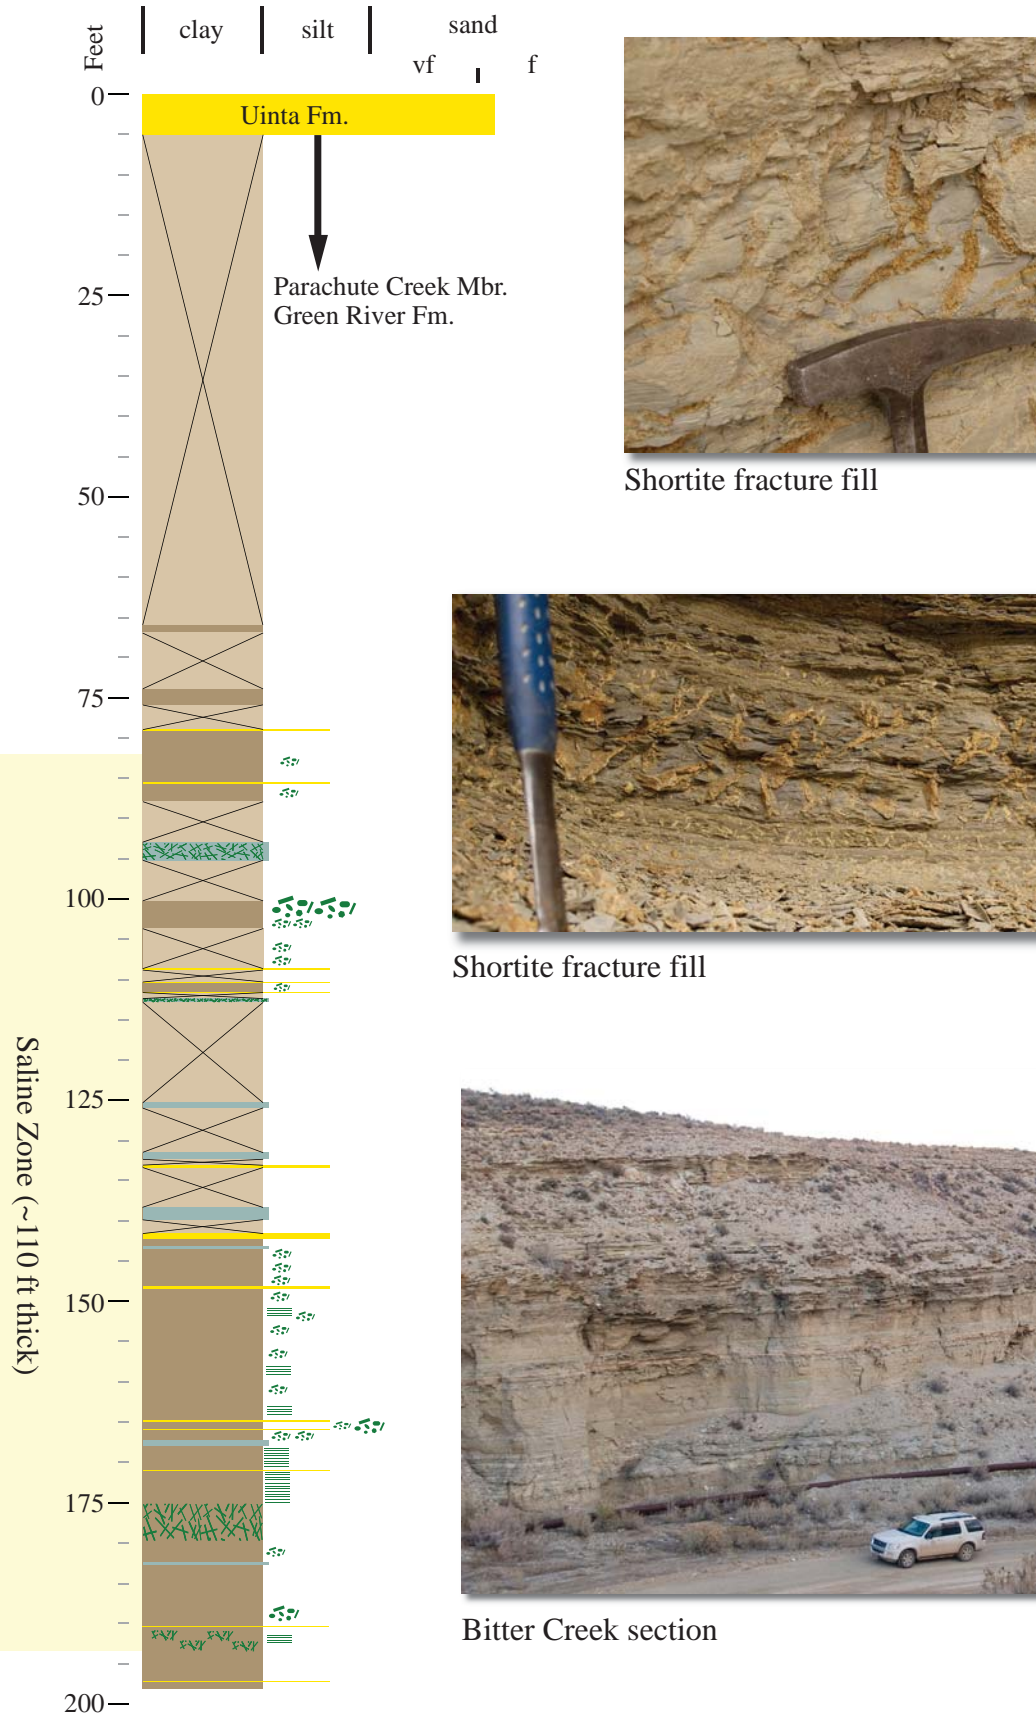 Feet
clay
silt
sand
vf
f
0
Uinta Fm.
Parachute Creek Mbr.
Green River Fm.
25
50
75
100
125
150
175
200
Saline Zone (~110 ft thick)
Shortite fracture fill
Shortite fracture fill
Bitter Creek section